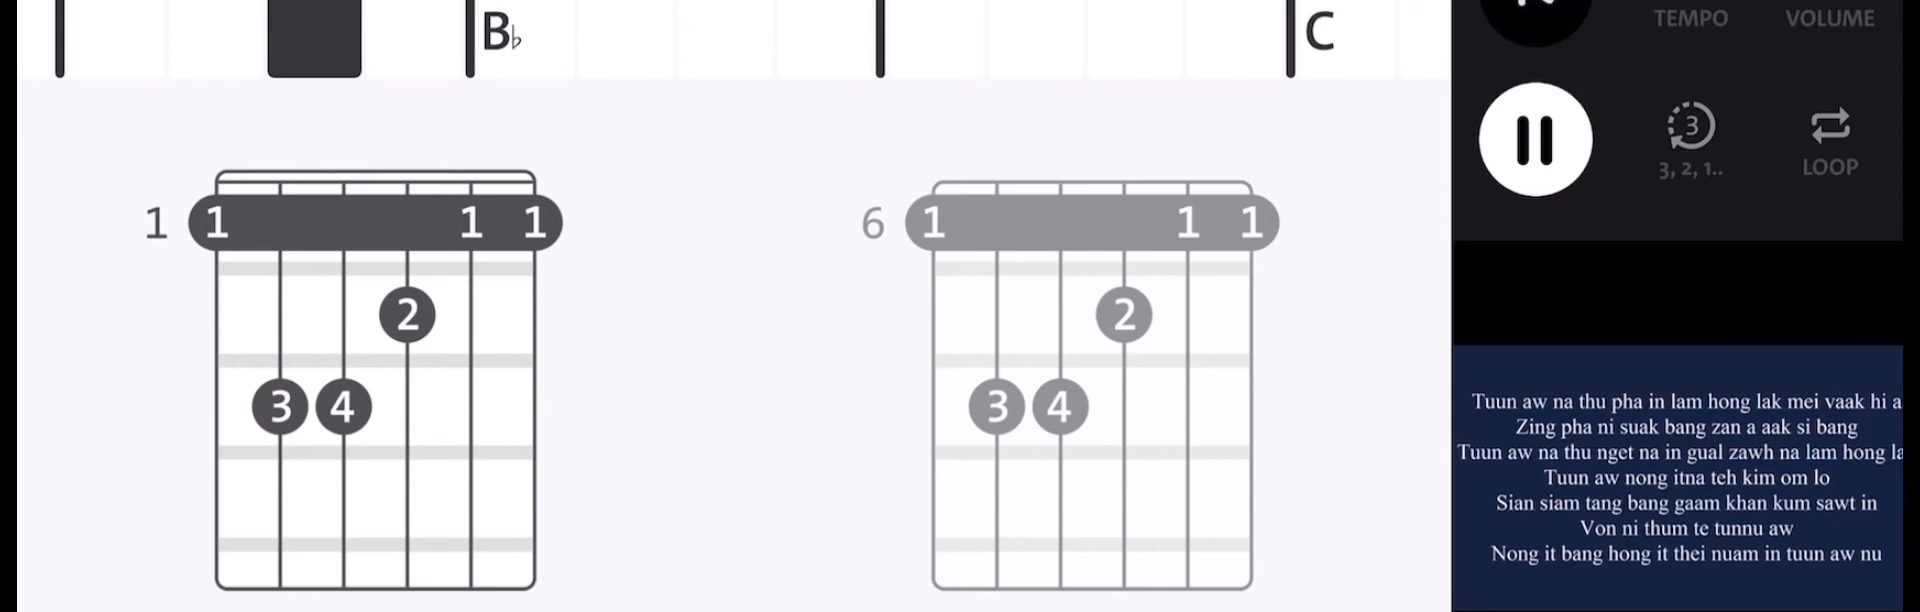 B♭
C
TEMPO VOLUME
1 1 1 1
2
3 4
6 1 1 1
2
3 4
3
3, 2, 1.. LOOP
Tuun aw na thu pha in lam hong lak mei vaak hi a
Zing pha ni suak bang zan a aak si bang
Tuun aw na thu nget na in gual zawh na lam hong la
Tuun aw nong itna teh kim om lo
Sian siam tang bang gaam khan kum sawt in
Von ni thum te tunnu aw
Nong it bang hong it thei nuam in tuun aw nu